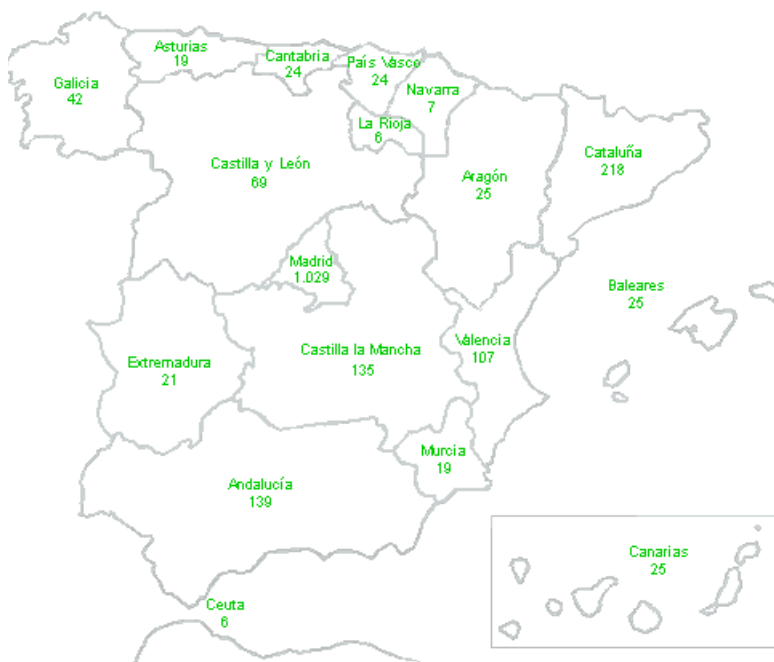 Asturias
19
Cantabria
24
País Vasco
24
Galicia
42
Navarra
7
La Rioja
6
Castilla y León
69
Aragón
25
Cataluña
218
Madrid
1.029
Baleares
25
Castilla la Mancha
135
Valencia
107
Extremadura
21
Murcia
19
Andalucía
139
Canarias
25
Ceuta
6